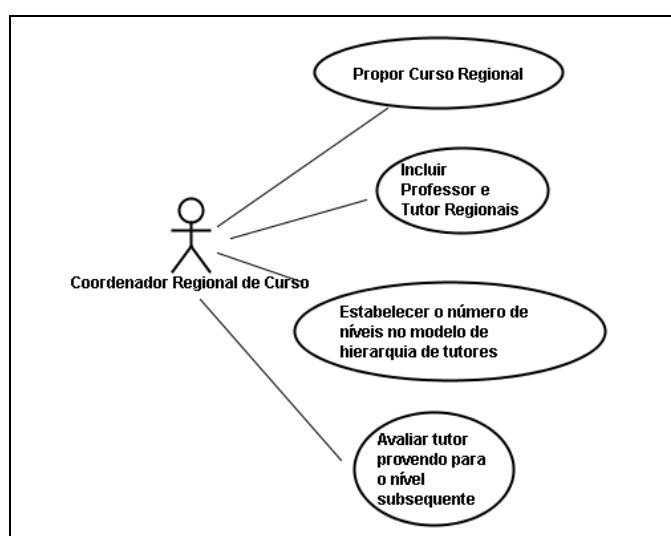 Propor Curso Regional
Incluir
Professor e
Tutor Regionais
Coordenador Regional de Curso
Estabelecer o número de
níveis no modelo de
hierarquia de tutores
Avaliar tutor
provendo para
o nível
subsequente